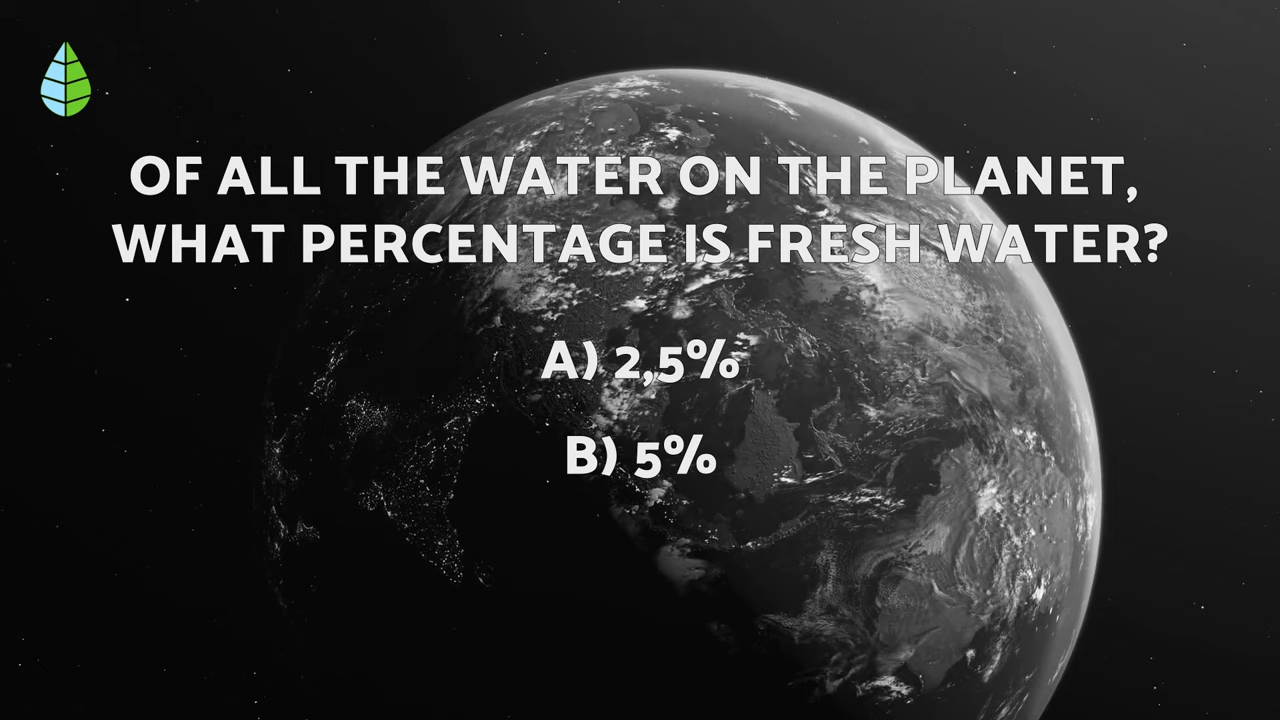 OF ALL THE WATER ON THE PLANET,
WHAT PERCENTAGE IS FRESH WATER?
A) 2,5%
B) 5%